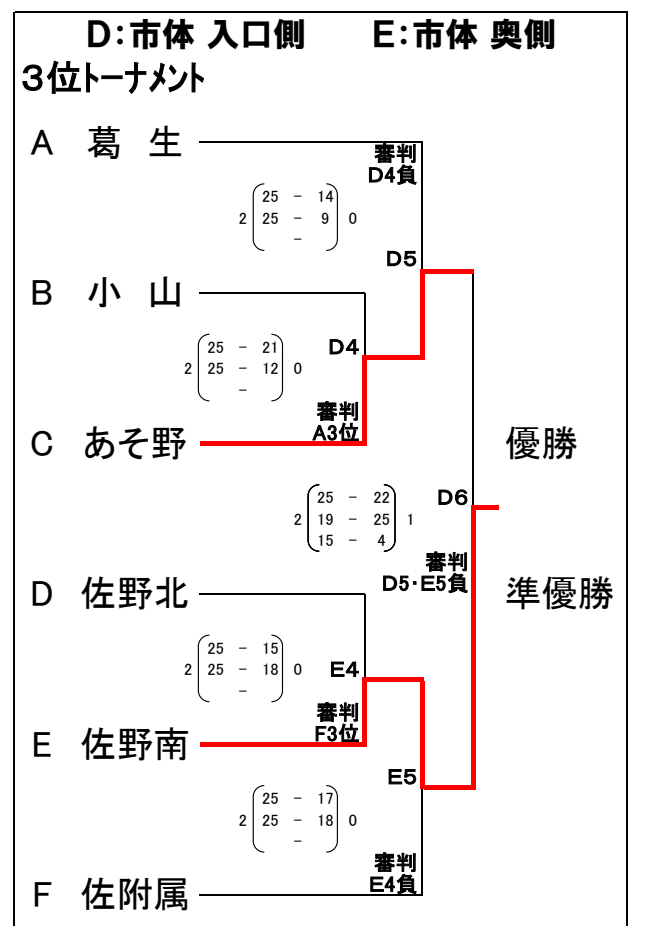 D:市体 入口側　E:市体 奥側
3位トーナメント
A 葛 生
審判
D4負
25 - 14
2 25 - 9 0
-
D5
B 小 山
25 - 21
2 25 - 12 0
-
D4
審判
A3位
C あそ野
優勝
25 - 22
2 19 - 25 1
15 - 4
D6
審判
D5・E5負
D 佐野北
準優勝
25 - 15
2 25 - 18 0
-
E4
審判
F3位
E 佐野南
E5
25 - 17
2 25 - 18 0
-
審判
E4負
F 佐附属